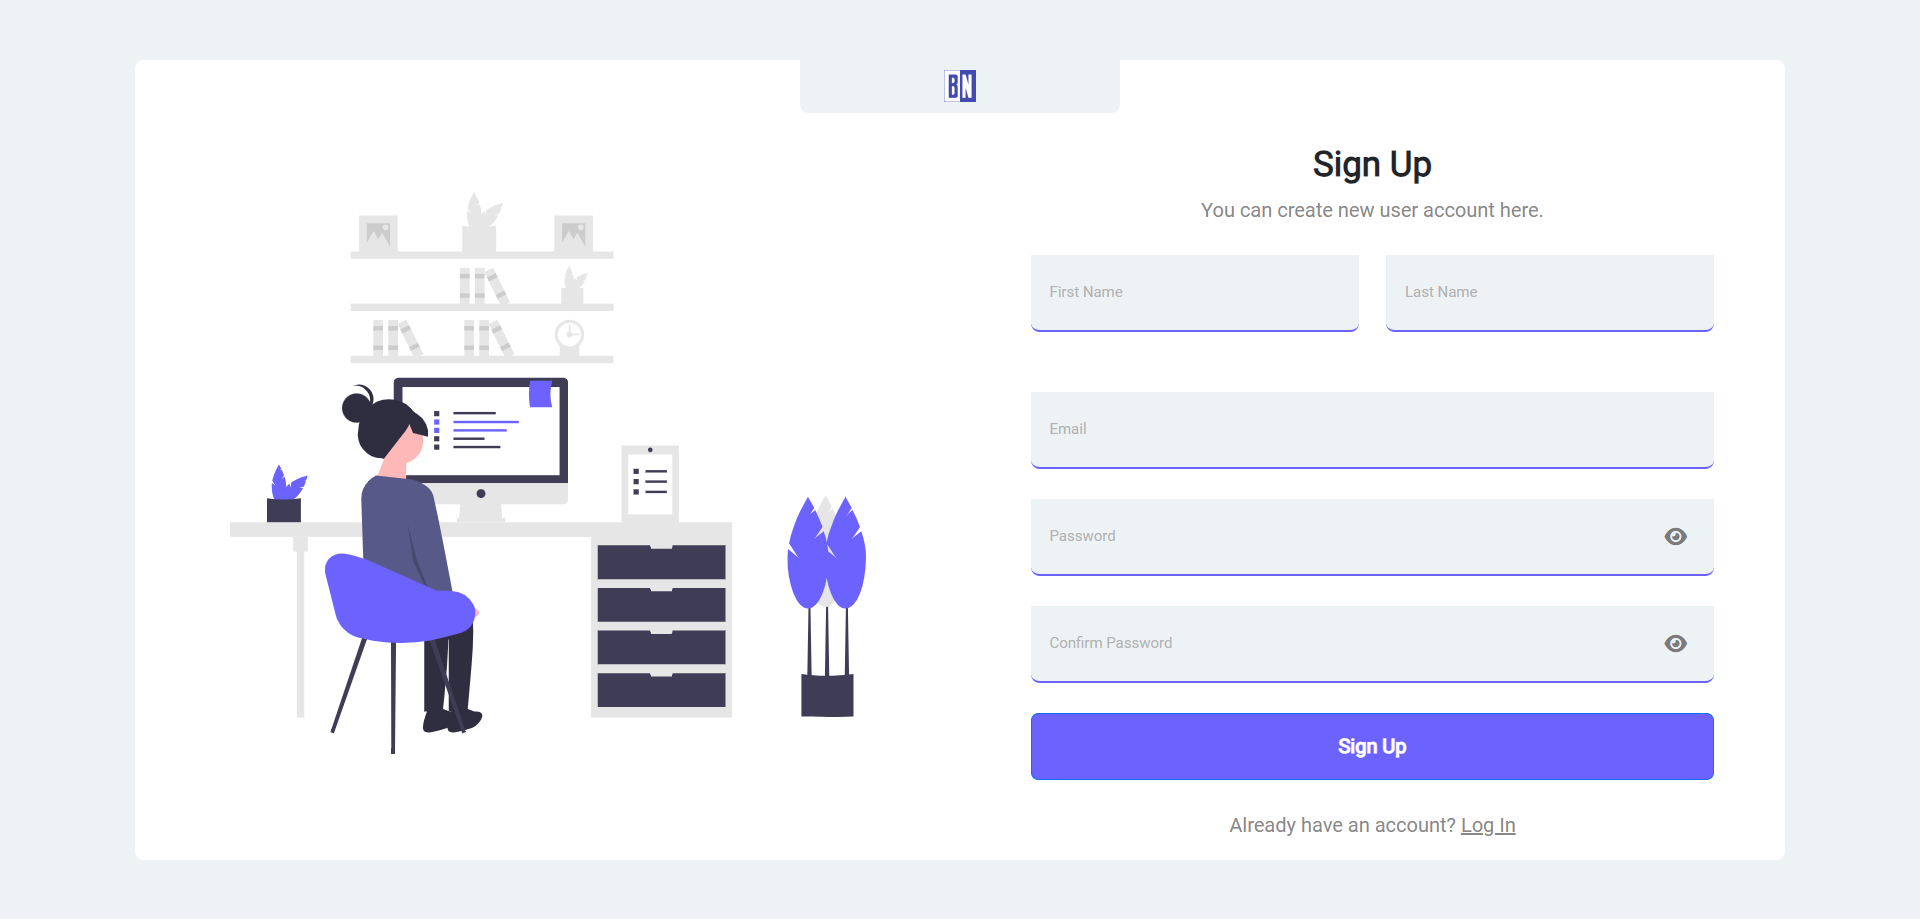 BN
Sign Up
You can create new user account here.
First Name
Last Name
Email
Password
Confirm Password
Sign Up
Already have an account? Log In